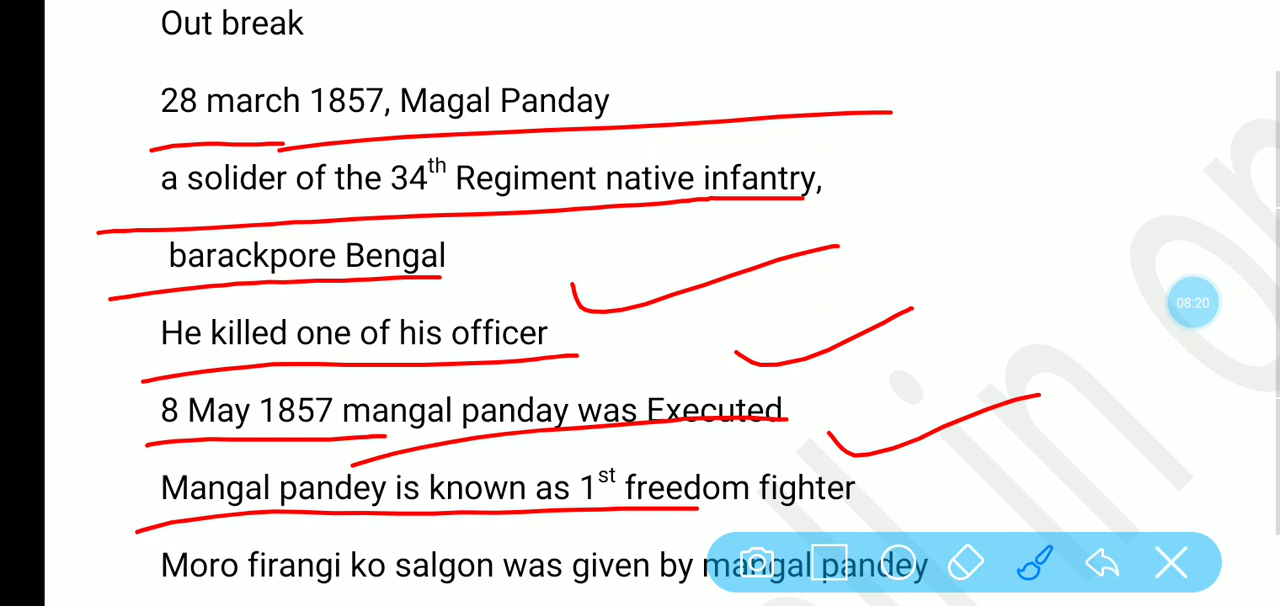 Out break
28 march 1857, Magal Panday
a solider of the 34th Regiment native infantry,
barackpore Bengal
He killed one of his officer
08:20
8 May 1857 mangal panday was Executed
Mangal pandey is known as 1st freedom fighter
Moro firangi ko salgon was given by mangal pandey